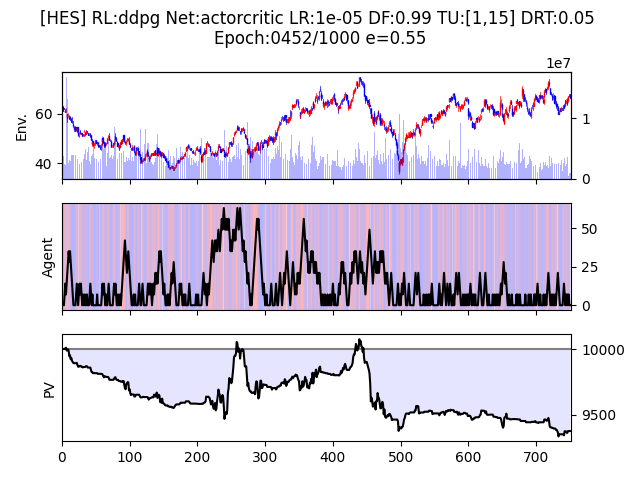 [HES] RL:ddpg Net:actorcritic LR:1e-05 DF:0.99 TU:[1,15] DRT:0.05
Epoch:0452/1000 e=0.55
1e7
Env.
60
40
1
0
Agent
50
25
0
PV
10000
9500
0 100 200 300 400 500 600 700